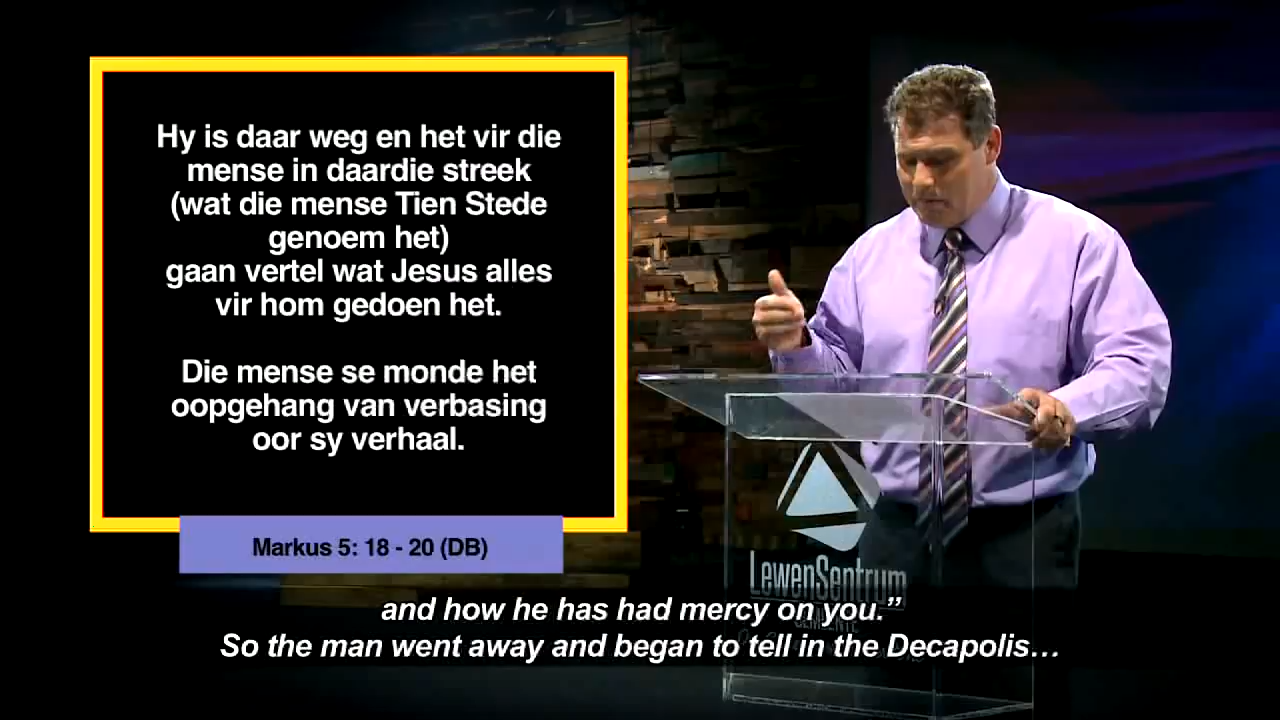 Hy is daar weg en het vir die
mense in daardie streek
(wat die mense Tien Stede
genoem het)
gaan vertel wat Jesus alles
vir hom gedoen het.
Die mense se monde het
oopgehang van verbasing
oor sy verhaal.
Markus 5: 18 - 20 (DB)
LewenSentrum
GEMEENTE
and how he has had mercy on you.”
So the man went away and began to tell in the Decapolis…